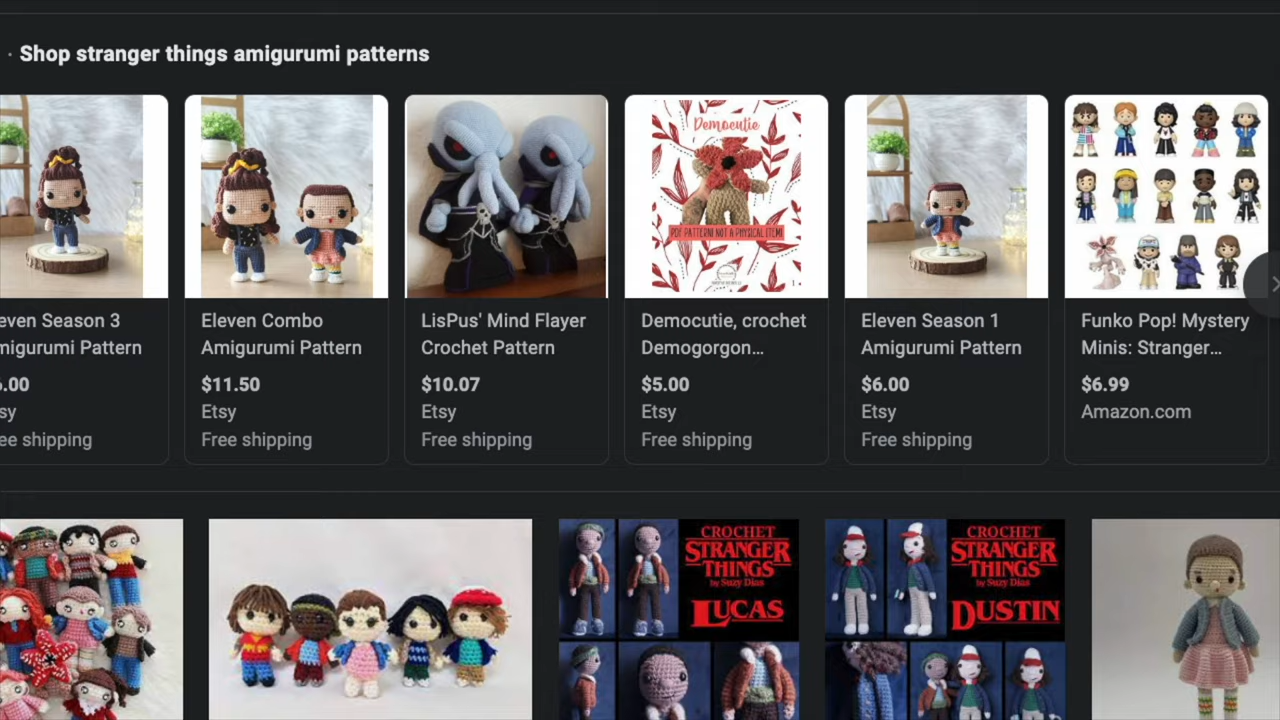 · Shop stranger things amigurumi patterns
Democutie
PDF PATTERN! NOT A PHYSICAL ITEM!
even Season 3
migurumi Pattern
6.00
sy
ee shipping
Eleven Combo
Amigurumi Pattern
$11.50
Etsy
Free shipping
LisPus' Mind Flayer
Crochet Pattern
$10.07
Etsy
Free shipping
Democutie, crochet
Demogorgon...
$5.00
Etsy
Free shipping
Eleven Season 1
Amigurumi Pattern
$6.00
Etsy
Free shipping
Funko Pop! Mystery
Minis: Stranger...
$6.99
Amazon.com
CROCHET
STRANGER
THINGS
by Suzy Dias
LUCAS
CROCHET
STRANGER
THINGS
by Suzy Dias
DUSTIN